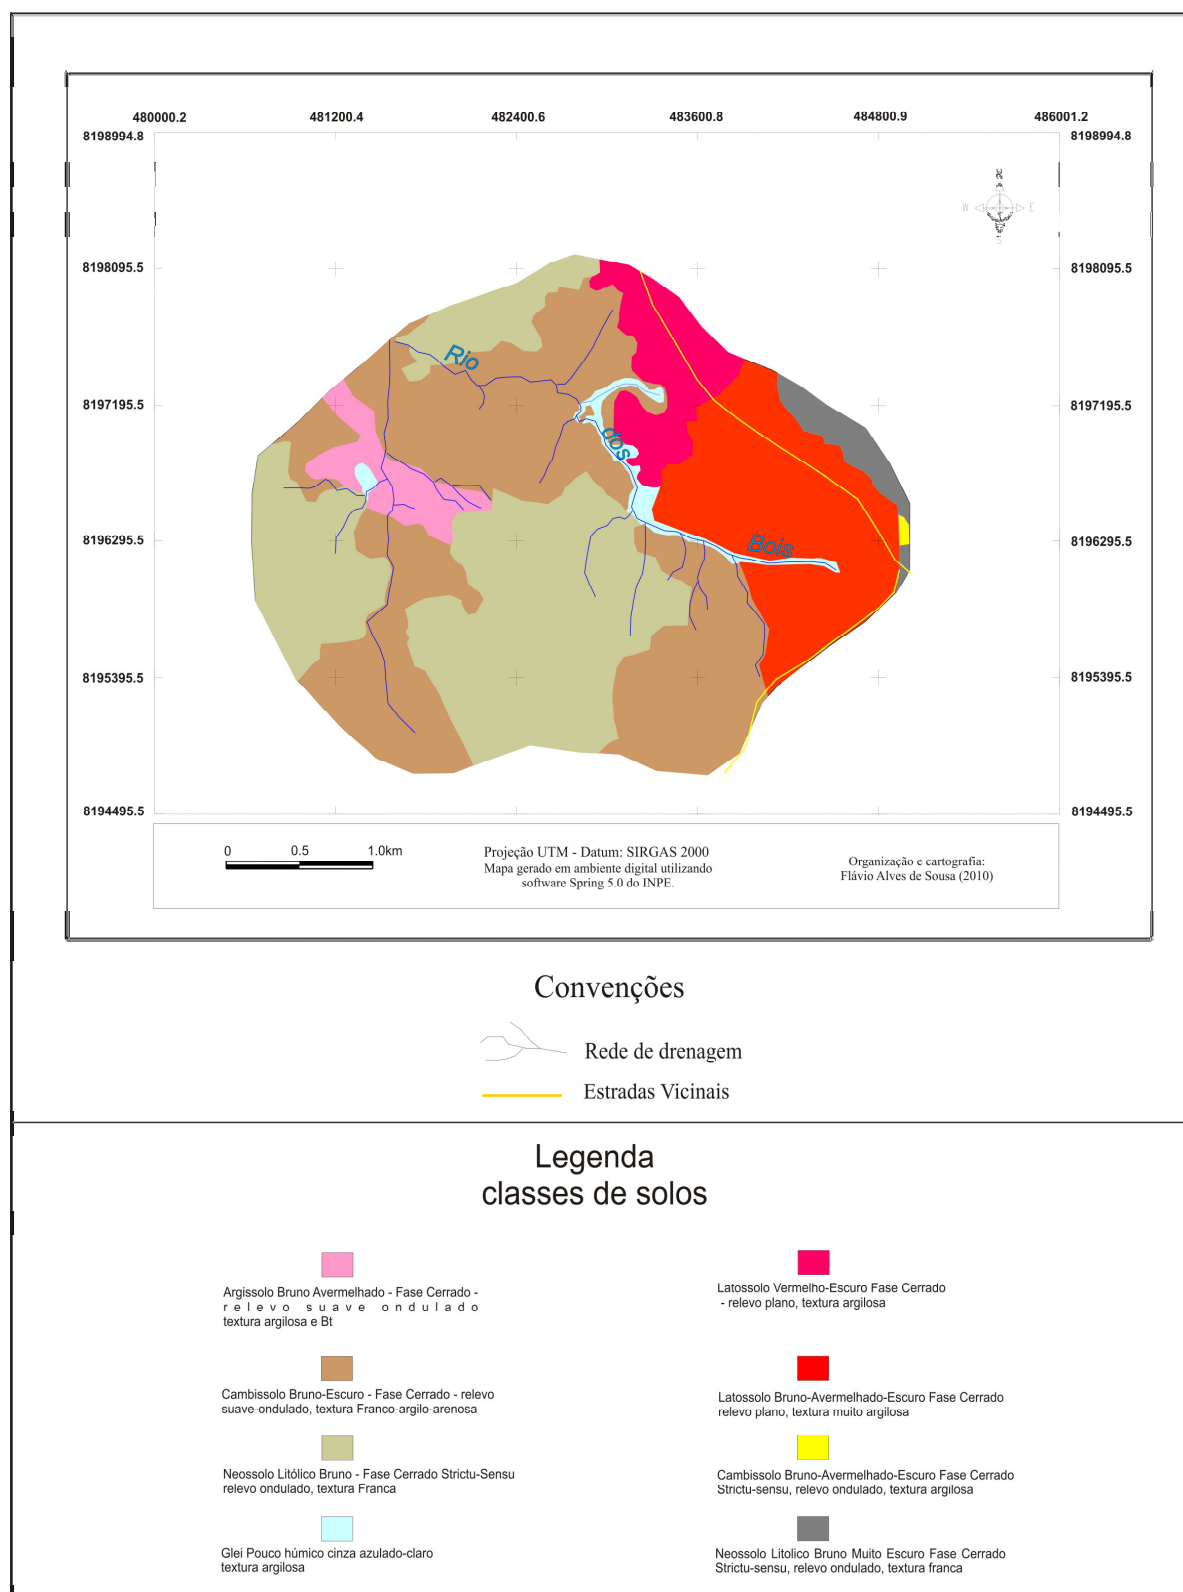 480000.2 481200.4 482400.6 483600.8 484800.9 486001.2
8198994.8 8198994.8
W E
S
8198095.5 8198095.5
Rio
8197195.5 8197195.5
dos
8196295.5 8196295.5
Bois
8195395.5 8195395.5
8194495.5 8194495.5
0 0.5 1.0km
Projeção UTM - Datum: SIRGAS 2000
Mapa gerado em ambiente digital utilizando
software Spring 5.0 do INPE.
Organização e cartografia:
Flávio Alves de Sousa (2010)
Convenções
Rede de drenagem
Estradas Vicinais
Legenda
classes de solos
Argissolo Bruno Avermelhado - Fase Cerrado -
relevo suave ondulado
textura argilosa e Bt
Latossolo Vermelho-Escuro Fase Cerrado
- relevo plano, textura argilosa
Cambissolo Bruno-Escuro - Fase Cerrado - relevo
suave-ondulado, textura Franco-argilo-arenosa
Latossolo Bruno-Avermelhado-Escuro Fase Cerrado
relevo plano, textura muito argilosa
Neossolo Litólico Bruno - Fase Cerrado Strictu-Sensu
relevo ondulado, textura Franca
Cambissolo Bruno-Avermelhado-Escuro Fase Cerrado
Strictu-sensu, relevo ondulado, textura argilosa
Glei Pouco húmico cinza azulado-claro
textura argilosa
Neossolo Litolico Bruno Muito Escuro Fase Cerrado
Strictu-sensu, relevo ondulado, textura franca